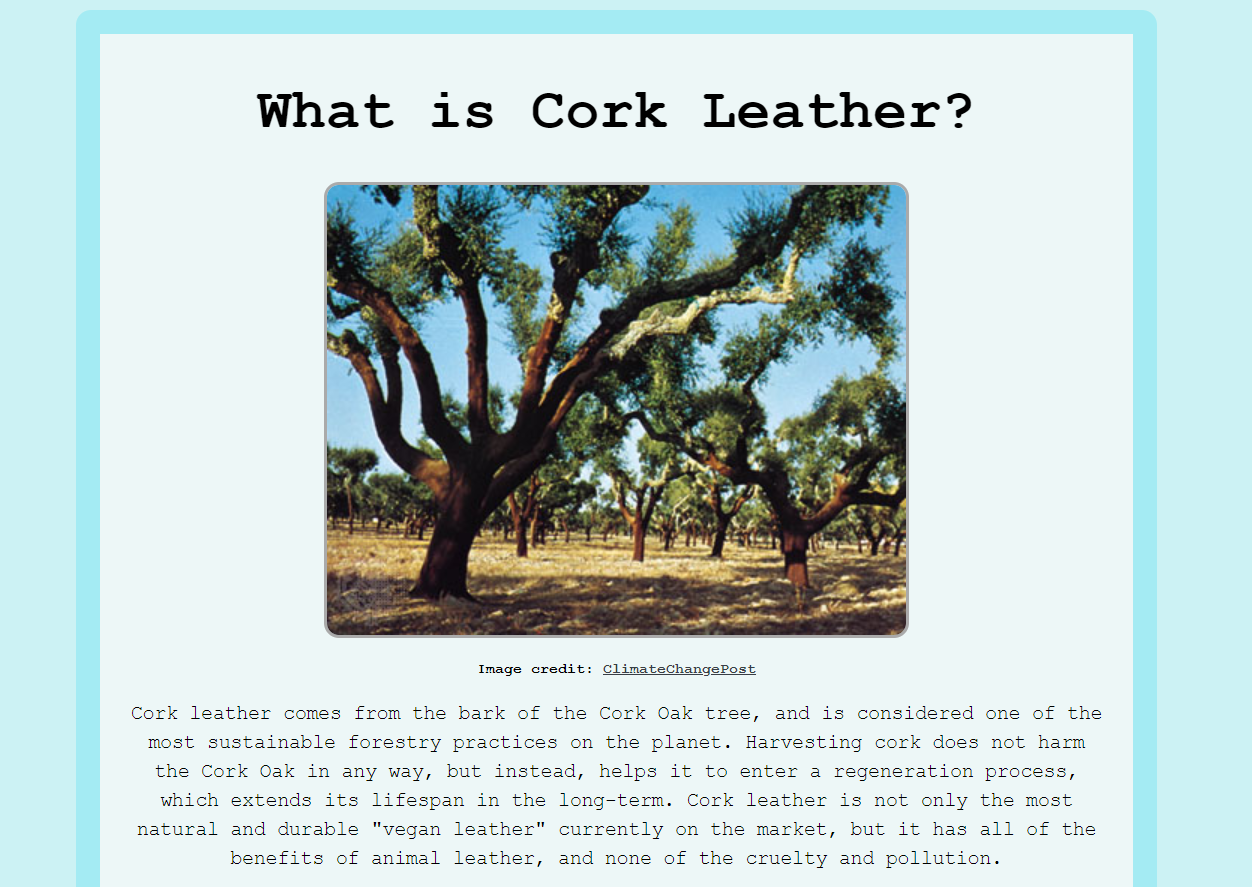 What is Cork Leather?
Image credit: ClimateChangePost
Cork leather comes from the bark of the Cork Oak tree, and is considered one of the
most sustainable forestry practices on the planet. Harvesting cork does not harm
the Cork Oak in any way, but instead, helps it to enter a regeneration process,
which extends its lifespan in the long-term. Cork leather is not only the most
natural and durable "vegan leather" currently on the market, but it has all of the
benefits of animal leather, and none of the cruelty and pollution.